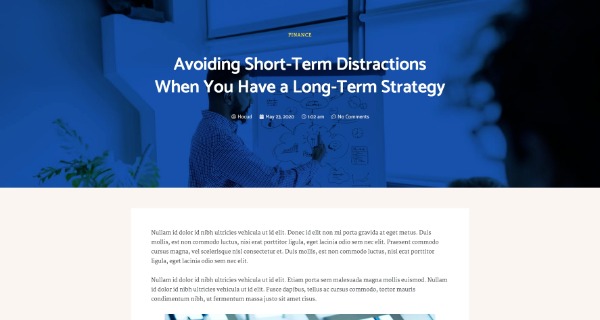 FINANCE
Avoiding Short-Term Distractions
When You Have a Long-Term Strategy
Hodad May 23, 2020 1:02 am No Comments
Nullam id dolor id nibh ultricies vehicula ut id elit. Donec id elit non mi porta gravida at eget metus. Duis
mollis, est non commodo luctus, nisi erat porttitor ligula, eget lacinia odio sem nec elit. Praesent commodo
cursus magna, vel scelerisque nisl consectetur et. Duis mollis, est non commodo luctus, nisi erat porttitor
ligula, eget lacinia odio sem nec elit.
Nullam id dolor id nibh ultricies vehicula ut id elit. Etiam porta sem malesuada magna mollis euismod. Nullam
id dolor id nibh ultricies vehicula ut id elit. Fusce dapibus, tellus ac cursus commodo, tortor mauris
condimentum nibh, ut fermentum massa justo sit amet risus.